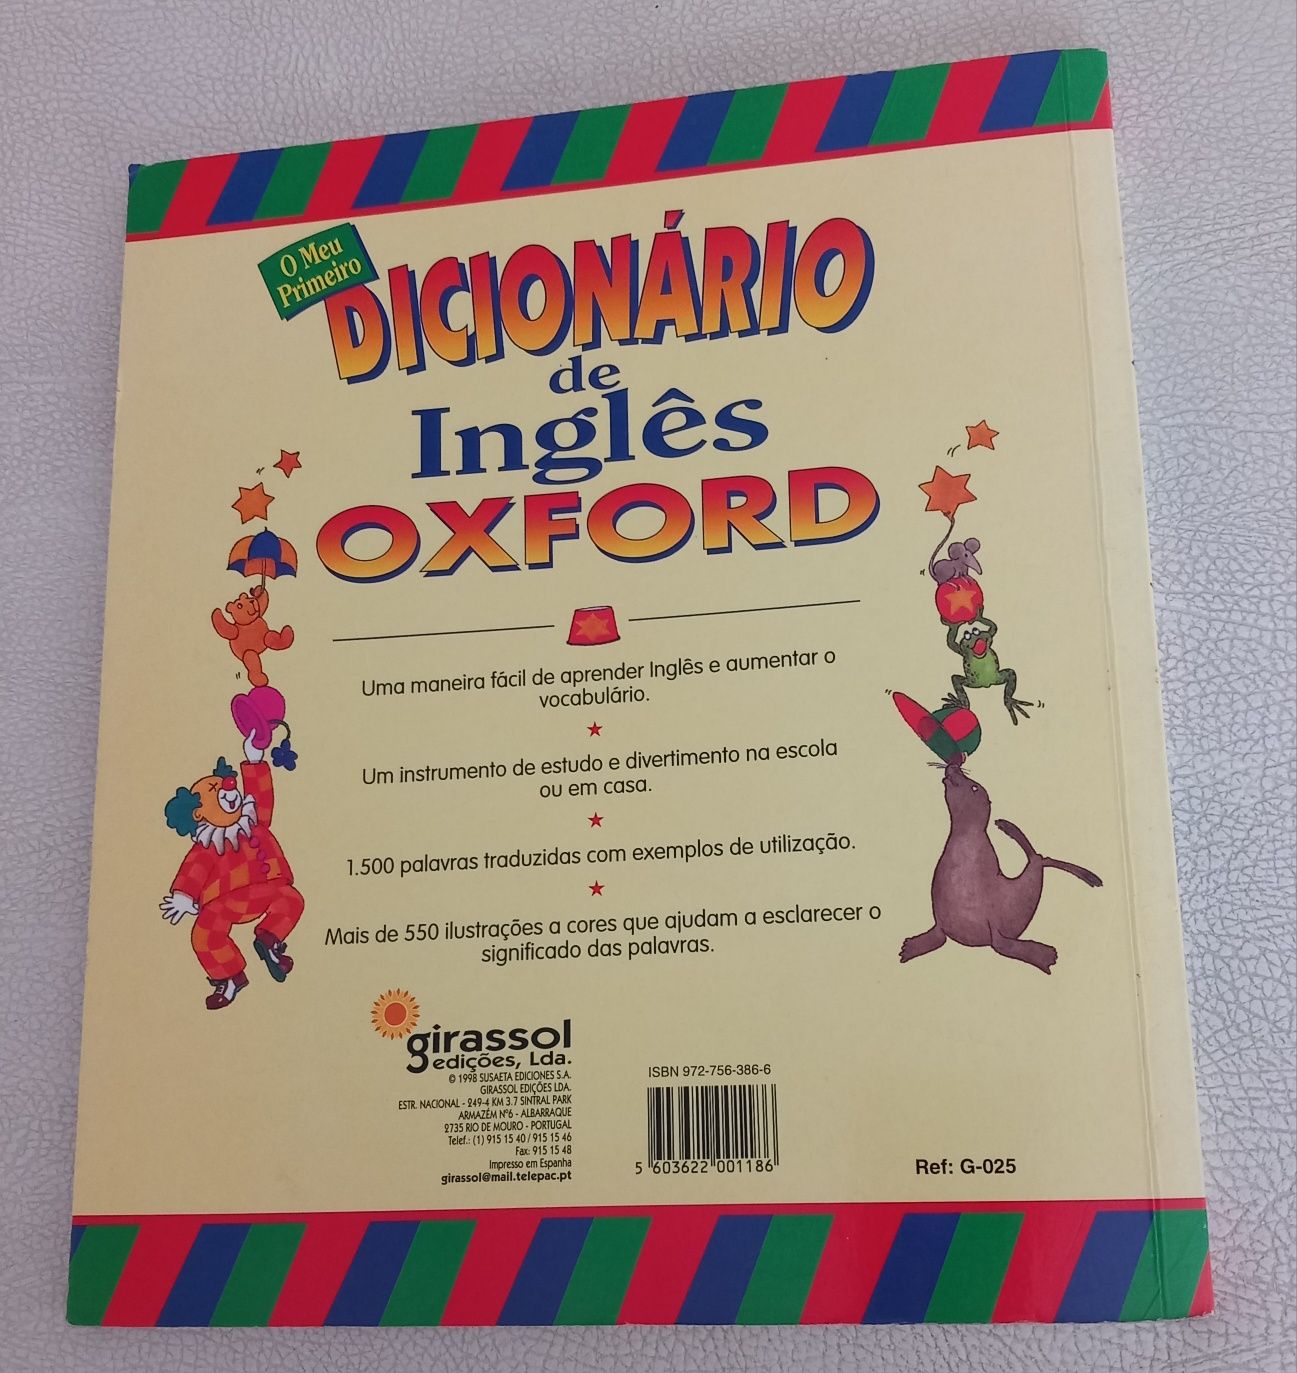 O Meu
Primeiro
DICIONÁRIO
de
Inglês
OXFORD
Uma maneira fácil de aprender Inglês e aumentar o
vocabulário.
Um instrumento de estudo e divertimento na escola
ou em casa.
1.500 palavras traduzidas com exemplos de utilização.
Mais de 550 ilustrações a cores que ajudam a esclarecer o
significado das palavras.
girassol
edições, Lda.
© 1998 SUSAETA EDICIONES S.A.
GIRASSOL EDIÇÕES LDA.
ESTR. NACIONAL - 249-4 KM 3.7 SINTRAL PARK
ARMAZÉM Nº6 - ALBARRAQUE
2735 RIO DE MOURO - PORTUGAL
Telef.: (1) 915 15 40 / 915 15 46
Fax: 915 15 48
Impresso em Espanha
girassol@mail.telepac.pt
ISBN 972-756-386-6
5 603622 001186
Ref: G-025